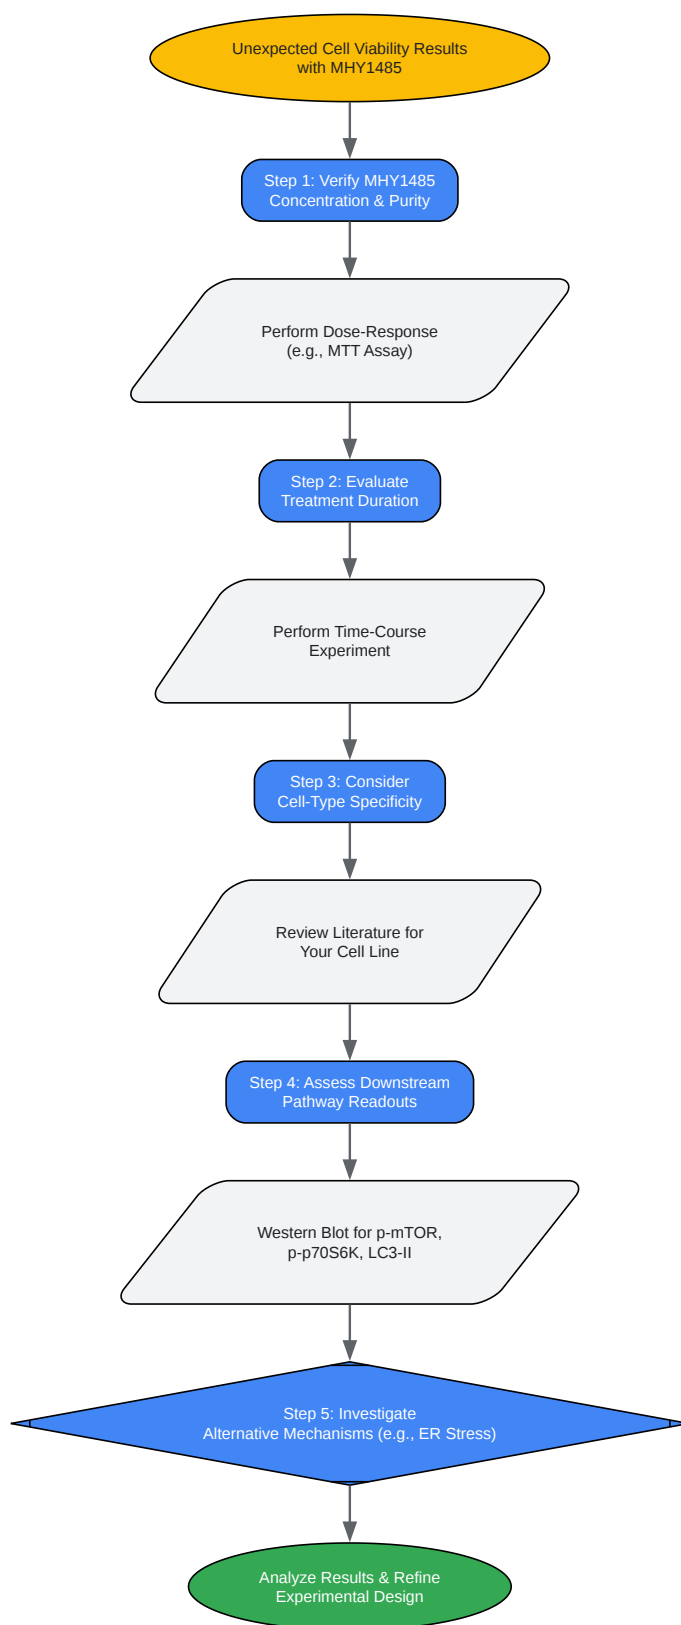 Unexpected Cell Viability Results
with MHY1485
Step 1: Verify MHY1485
Concentration & Purity
Perform Dose-Response
(e.g., MTT Assay)
Step 2: Evaluate
Treatment Duration
Perform Time-Course
Experiment
Step 3: Consider
Cell-Type Specificity
Review Literature for
Your Cell Line
Step 4: Assess Downstream
Pathway Readouts
Western Blot for p-mTOR,
p-p70S6K, LC3-II
Step 5: Investigate
Alternative Mechanisms (e.g., ER Stress)
Analyze Results & Refine
Experimental Design